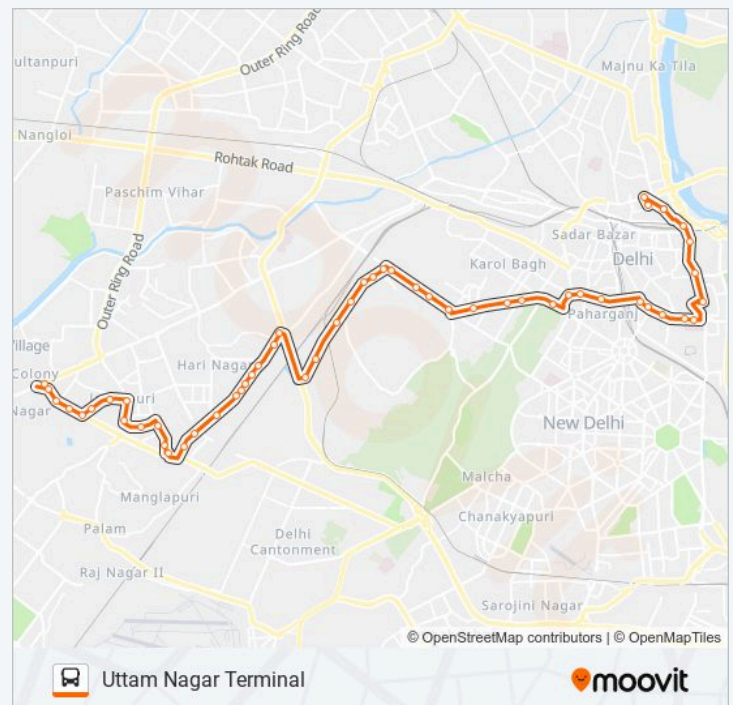 Outer Ring Road
ultanpuri
Majnu Ka Tila
Nangloi
Rohtak Road
Paschim Vihar
Sadar Bazar
Delhi
Karol Bagh
Outer Ring Road
Paharganj
Village
Hari Nagar
Colony
Nagar
New Delhi
Malcha
Manglapuri
Chanakyapuri
Palam
Delhi
Cantonment
Raj Nagar II
Sarojini Nagar
© OpenStreetMap contributors | © OpenMapTiles
Uttam Nagar Terminal
moovit